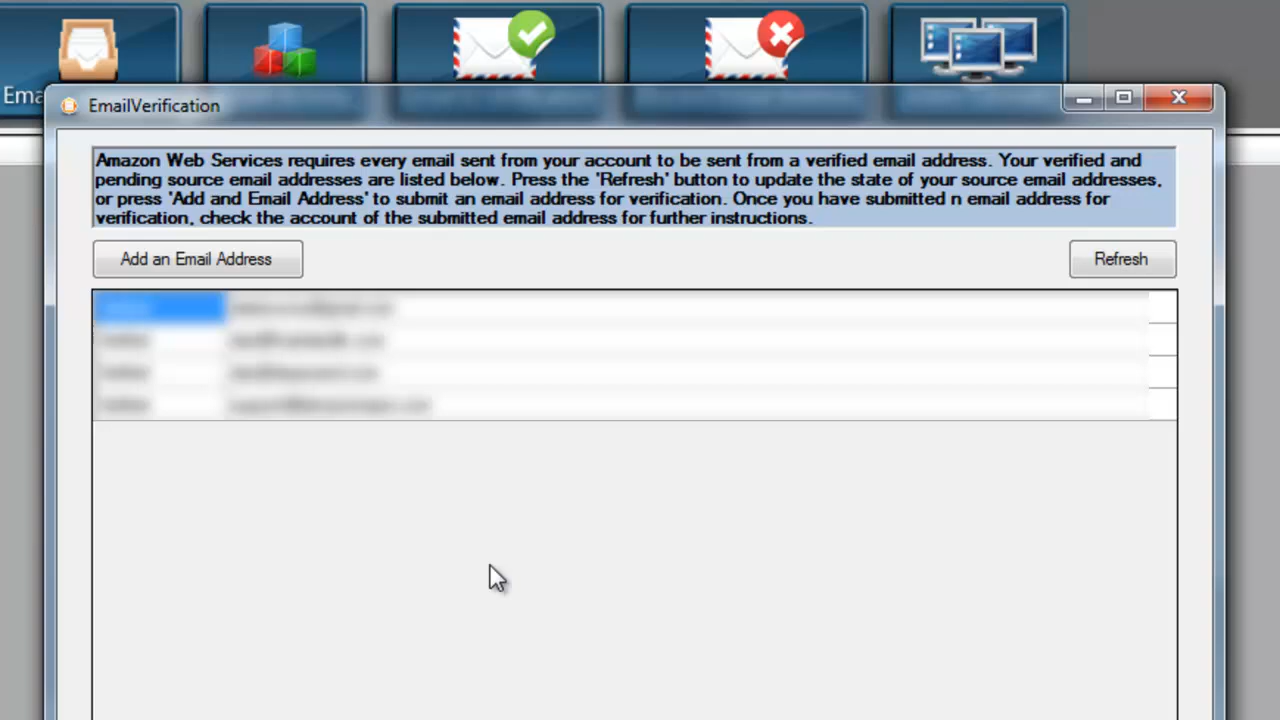 Ema
EmailVerification
Amazon Web Services requires every email sent from your account to be sent from a verified email address. Your verified and
pending source email addresses are listed below. Press the 'Refresh' button to update the state of your source email addresses,
or press 'Add and Email Address' to submit an email address for verification. Once you have submitted n email address for
verification, check the account of the submitted email address for further instructions.
Add an Email Address
Refresh